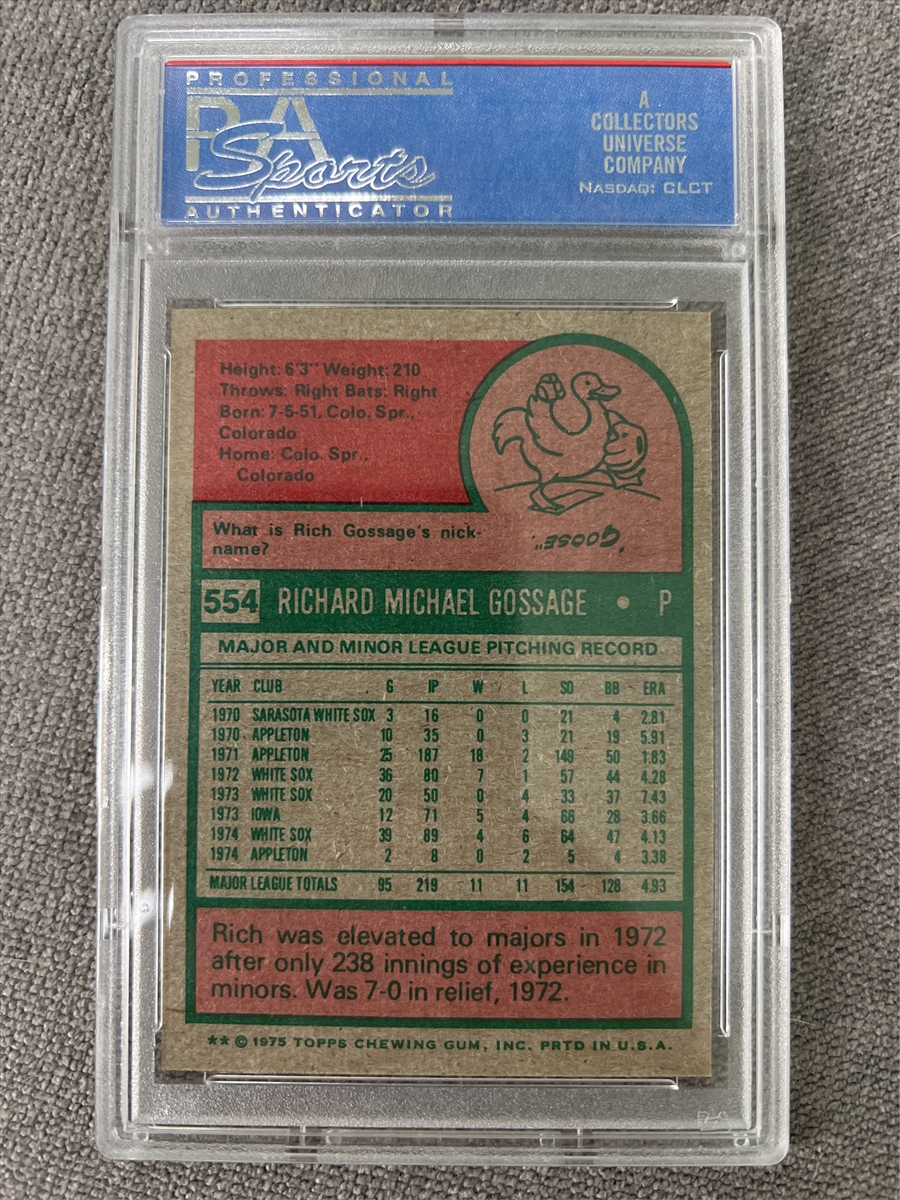 PROFESSIONAL
PSA
Sports
AUTHENTICATOR
A
COLLECTORS
UNIVERSE
COMPANY
NASDAQ: CLCT
Height: 6'3" Weight: 210
Throws: Right Bats: Right
Born: 7-5-51, Colo. Spr.,
Colorado
Home: Colo. Spr.,
Colorado
What is Rich Gossage's nick-
name?
"GOOSE."
554 RICHARD MICHAEL GOSSAGE • P
MAJOR AND MINOR LEAGUE PITCHING RECORD
YEAR CLUB G IP W L SO BB ERA
1970 SARASOTA WHITE SOX 3 16 0 0 21 4 2.81
1970 APPLETON 10 35 0 3 21 19 5.91
1971 APPLETON 25 187 18 2 149 50 1.83
1972 WHITE SOX 36 80 7 1 57 44 4.28
1973 WHITE SOX 20 50 0 4 33 37 7.43
1973 IOWA 12 71 5 4 66 28 3.66
1974 WHITE SOX 39 89 4 6 64 47 4.13
1974 APPLETON 2 8 0 2 5 4 3.38
MAJOR LEAGUE TOTALS 95 219 11 11 154 128 4.93
Rich was elevated to majors in 1972
after only 238 innings of experience in
minors. Was 7-0 in relief, 1972.
** © 1975 TOPPS CHEWING GUM, INC. PRTD IN U.S.A.